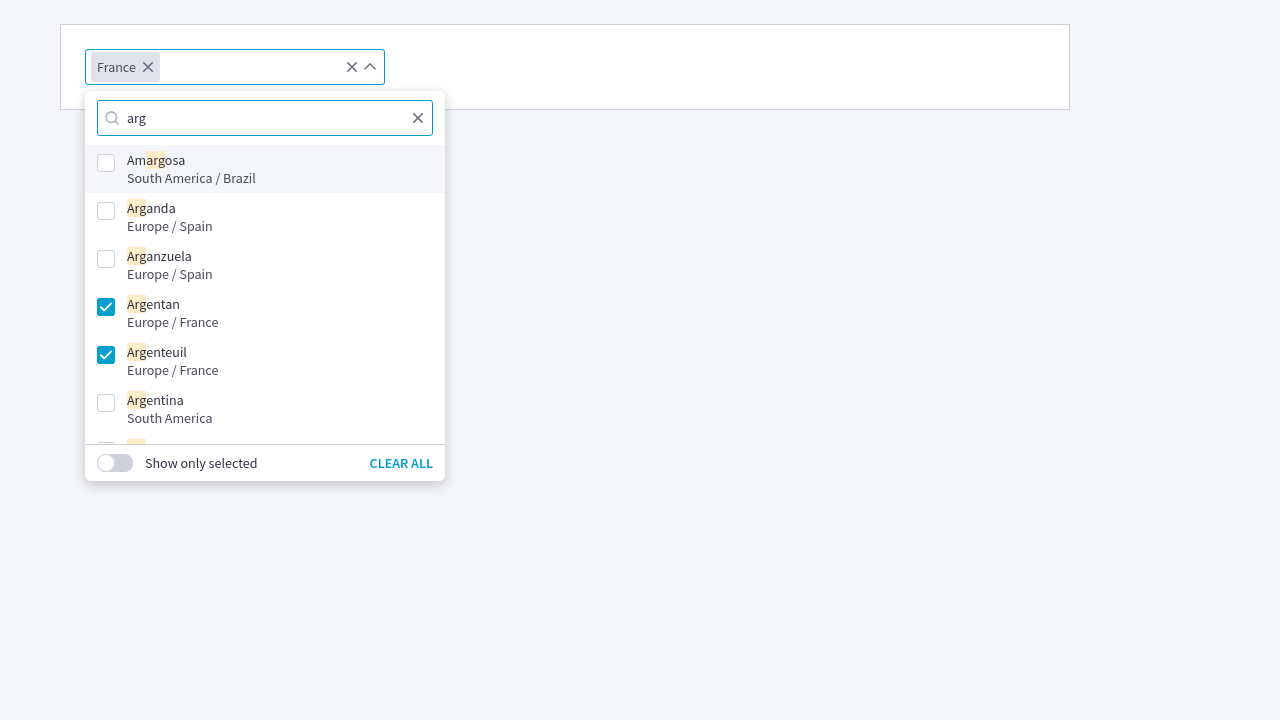 France
arg
Amargosa
South America / Brazil
Arganda
Europe / Spain
Arganzuela
Europe / Spain
Argentan
Europe / France
Argenteuil
Europe / France
Argentina
South America
Show only selected
CLEAR ALL